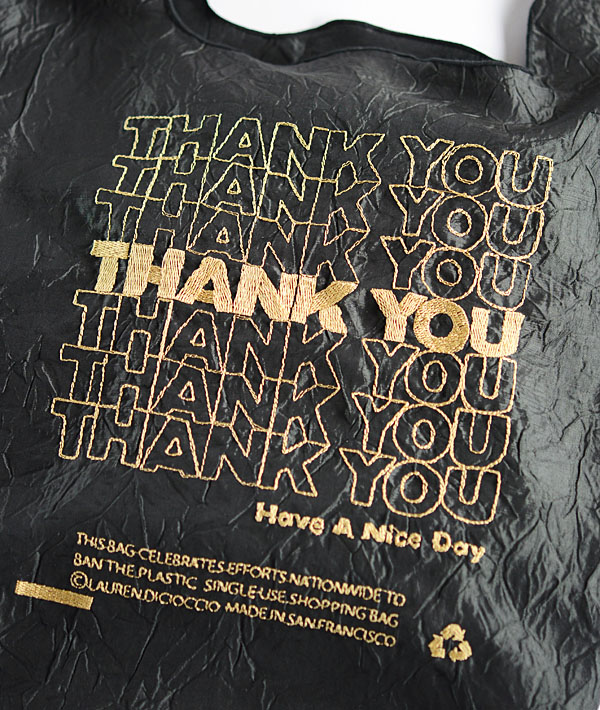 THANK YOU
THANK YOU
THANK YOU
THANK YOU
THANK YOU
THANK YOU
THANK YOU
Have A Nice Day
THIS BAG CELEBRATES EFFORTS NATIONWIDE TO
BAN THE PLASTIC SINGLE-USE SHOPPING BAG
©LAUREN DICIOCCIO MADE IN SAN FRANCISCO